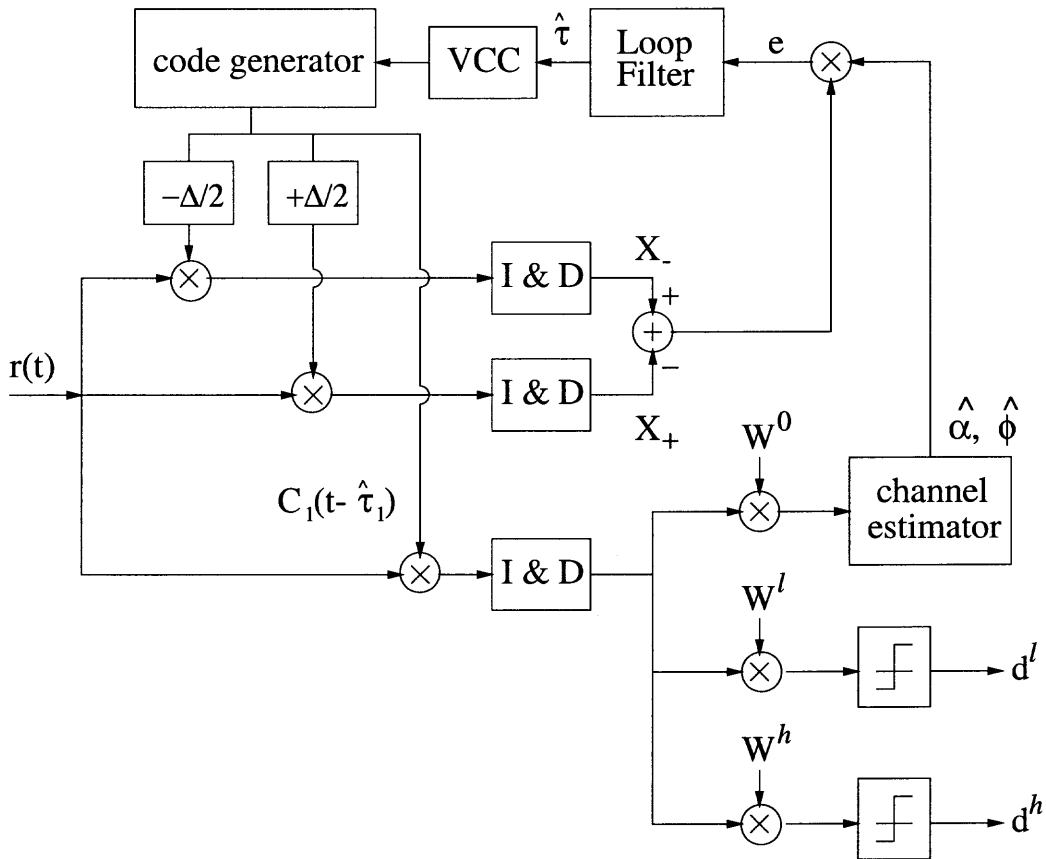 code generator
VCC
τ̂
Loop
Filter
e
×
−Δ/2
+Δ/2
×
I & D
X-
+
+
−
r(t)
×
I & D
X+
W⁰
α̂, φ̂
C₁(t- τ̂₁)
×
channel
estimator
×
I & D
Wˡ
×
dˡ
Wʰ
×
dʰ